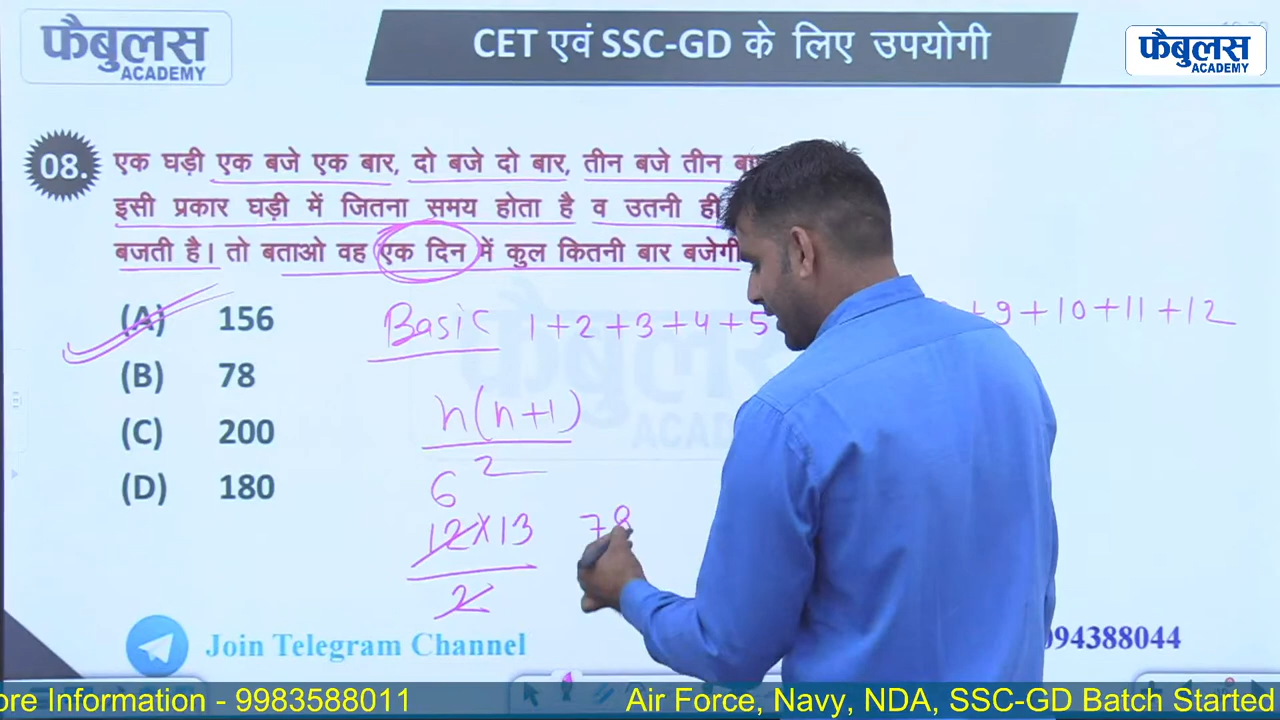 फैबुलस
ACADEMY
CET एवं SSC-GD के लिए उपयोगी
फैबुलस
ACADEMY
08. एक घड़ी एक बजे एक बार, दो बजे दो बार, तीन बजे तीन
इसी प्रकार घड़ी में जितना समय होता है व उतनी ही
बजती है। तो बताओ वह एक दिन में कुल कितनी बार बजेगी
(A) 156
(B) 78
(C) 200
(D) 180
Basic 1+2+3+4+5 +9+10+11+12
n(n+1)
2
6
12×13 78
2
Join Telegram Channel
094388044
ore Information - 9983588011 Air Force, Navy, NDA, SSC-GD Batch Started